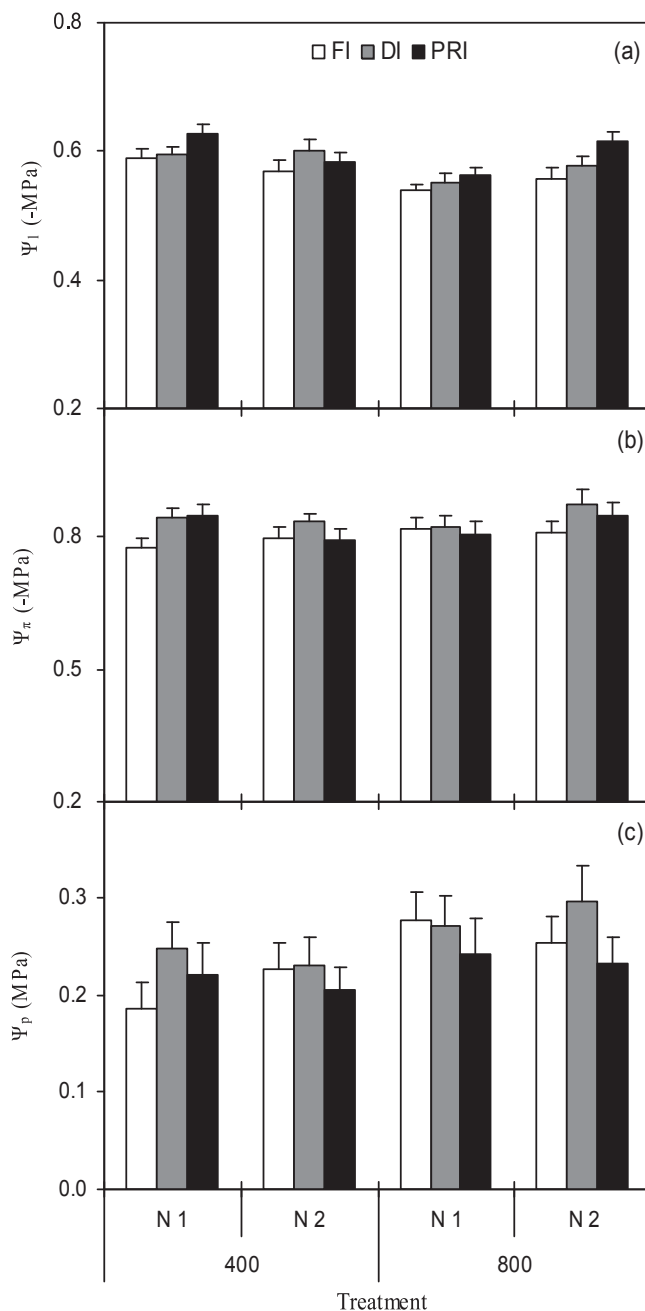 0.8
FI DI PRI (a)
0.6
Ψl (-MPa)
0.4
0.2
(b)
0.8
Ψπ (-MPa)
0.5
0.2
(c)
0.3
Ψp (MPa)
0.2
0.1
0.0
N 1 N 2 N 1 N 2
400 800
Treatment